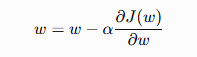 w = w − α ∂J(w)/∂w